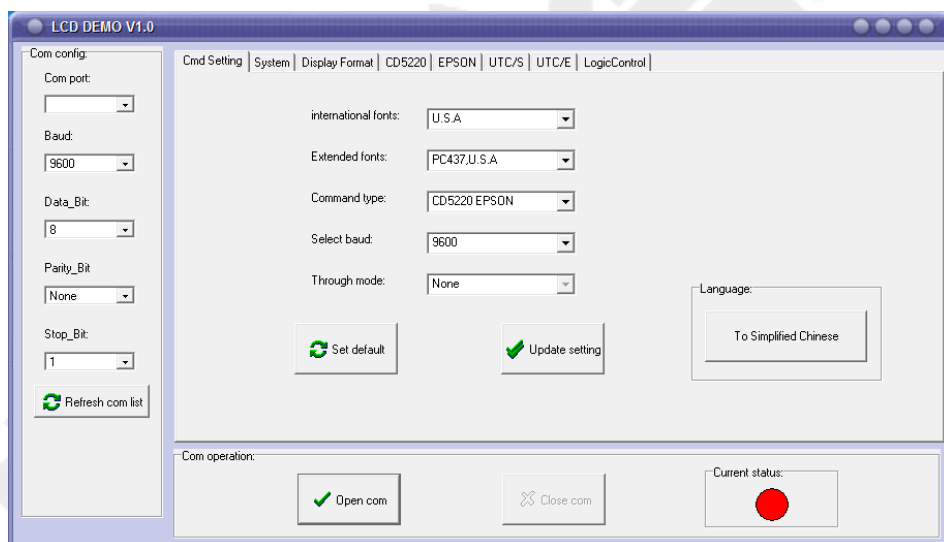 LCD DEMO V1.0
Com config:
Com port:
Baud:
9600
Data_Bit:
8
Parity_Bit
None
Stop_Bit:
1
Refresh com list
Cmd Setting System Display Format CD5220 EPSON UTC/S UTC/E LogicControl
international fonts: U.S.A
Extended fonts: PC437,U.S.A
Command type: CD5220 EPSON
Select baud: 9600
Through mode: None
Set default
Update setting
Language:
To Simplified Chinese
Com operation:
Open com
Close com
Current status: